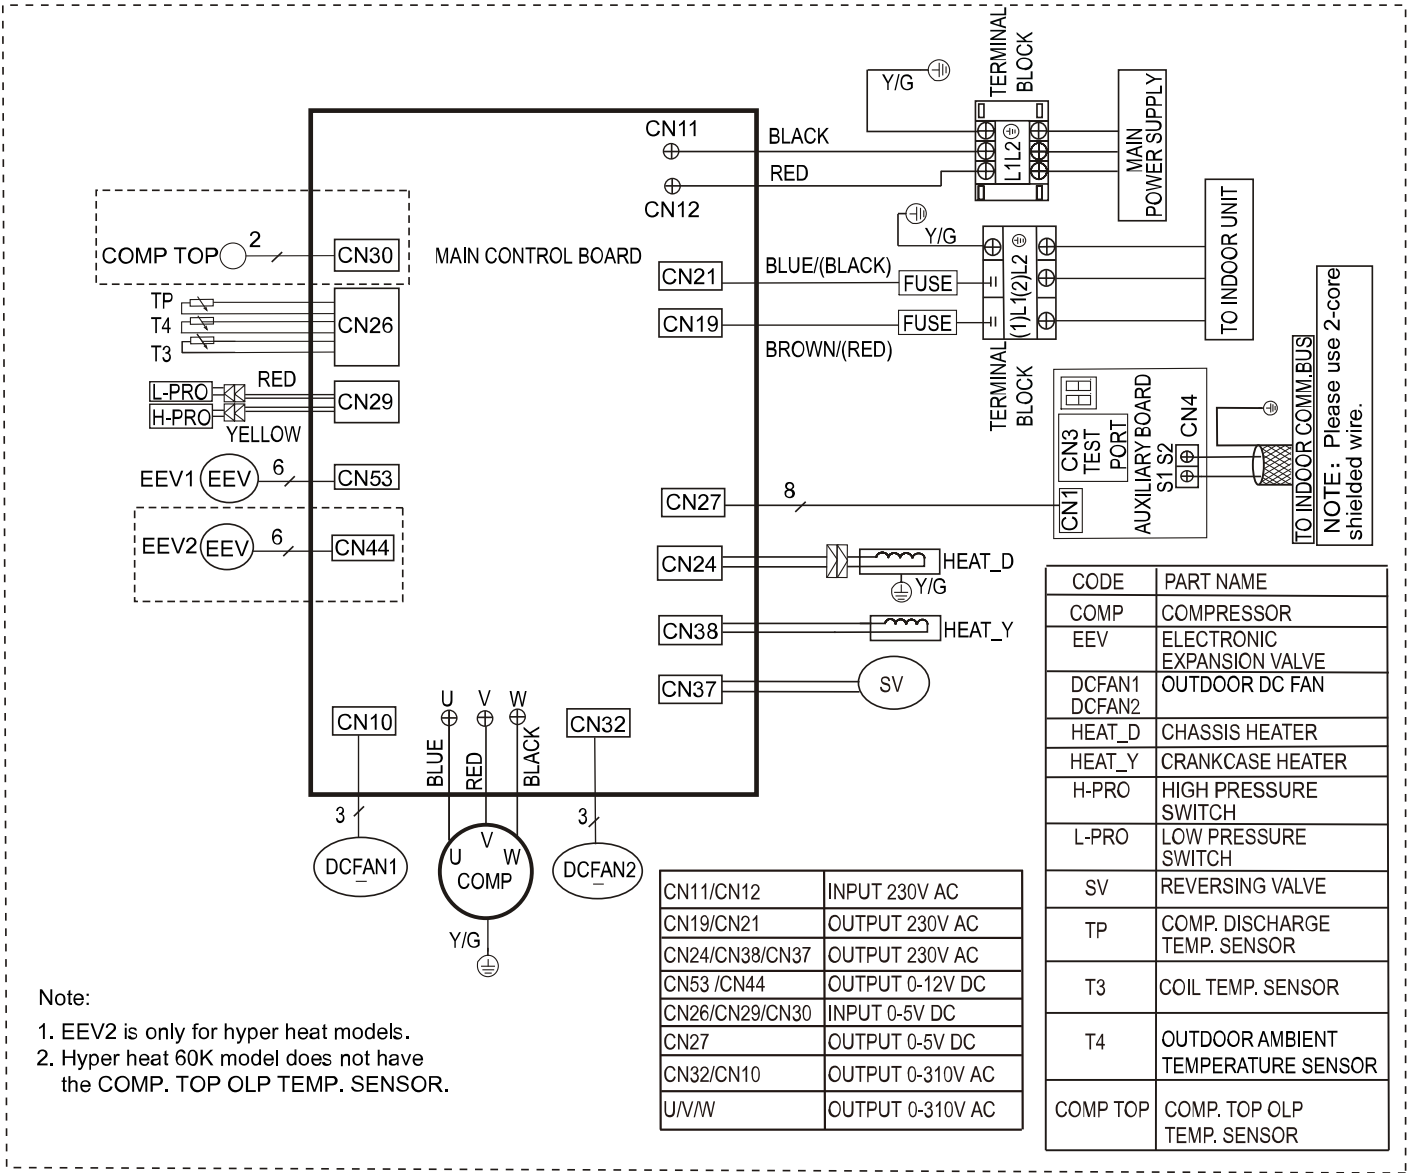 TERMINAL
BLOCK
Y/G
L1L2
MAIN
POWER SUPPLY
CN11
BLACK
RED
CN12
COMP TOP
2
CN30
MAIN CONTROL BOARD
Y/G
BLUE/(BLACK)
CN21
FUSE
CN19
FUSE
BROWN/(RED)
(1)L1(2)L2
TERMINAL
BLOCK
TO INDOOR UNIT
TP
T4
T3
CN26
L-PRO
RED
H-PRO
YELLOW
CN29
EEV1
EEV
6
CN53
EEV2
EEV
6
CN44
CN27
8
CN1
CN3
TEST
PORT
AUXILIARY BOARD
S1 S2
CN4
TO INDOOR COMM.BUS
NOTE: Please use 2-core
shielded wire.
CN24
HEAT_D
Y/G
CN38
HEAT_Y
CN37
SV
CN10
U
V
W
BLUE
RED
BLACK
CN32
3
3
DCFAN1
U
V
W
COMP
DCFAN2
Y/G
CODE PART NAME
COMP COMPRESSOR
EEV ELECTRONIC
EXPANSION VALVE
DCFAN1 OUTDOOR DC FAN
DCFAN2
HEAT_D CHASSIS HEATER
HEAT_Y CRANKCASE HEATER
H-PRO HIGH PRESSURE
SWITCH
L-PRO LOW PRESSURE
SWITCH
SV REVERSING VALVE
TP COMP. DISCHARGE
TEMP. SENSOR
T3 COIL TEMP. SENSOR
T4 OUTDOOR AMBIENT
TEMPERATURE SENSOR
COMP TOP COMP. TOP OLP
TEMP. SENSOR
CN11/CN12 INPUT 230V AC
CN19/CN21 OUTPUT 230V AC
CN24/CN38/CN37 OUTPUT 230V AC
CN53 /CN44 OUTPUT 0-12V DC
CN26/CN29/CN30 INPUT 0-5V DC
CN27 OUTPUT 0-5V DC
CN32/CN10 OUTPUT 0-310V AC
U/V/W OUTPUT 0-310V AC
Note:
1. EEV2 is only for hyper heat models.
2. Hyper heat 60K model does not have
the COMP. TOP OLP TEMP. SENSOR.